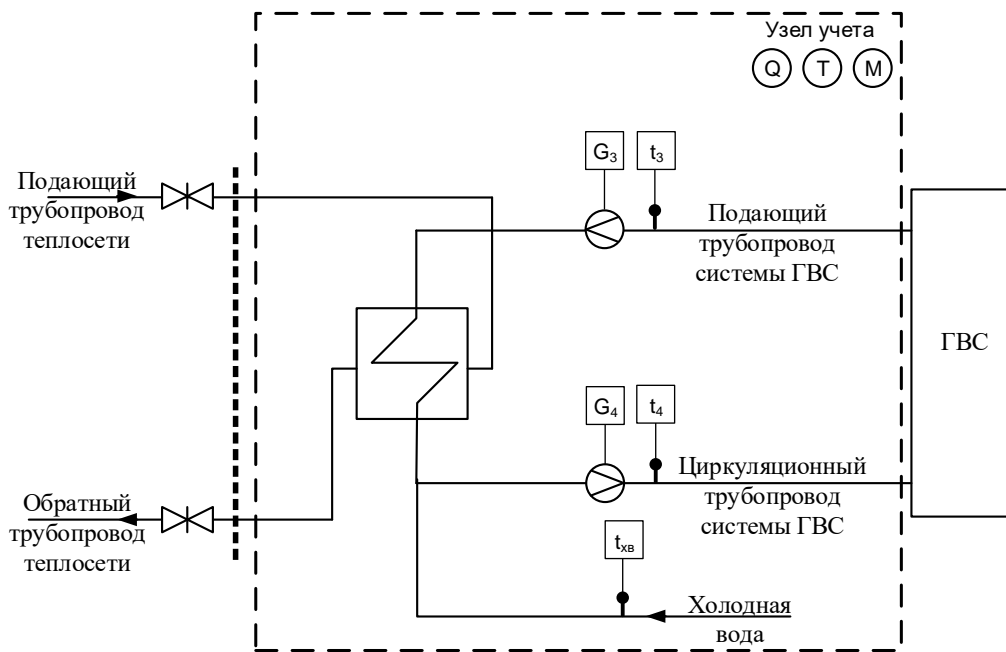 Узел учета
Q T M
G₃ t₃
Подающий
трубопровод
теплосети
Подающий
трубопровод
системы ГВС
ГВС
G₄ t₄
Циркуляционный
трубопровод
системы ГВС
Обратный
трубопровод
теплосети
tхв
Холодная
вода